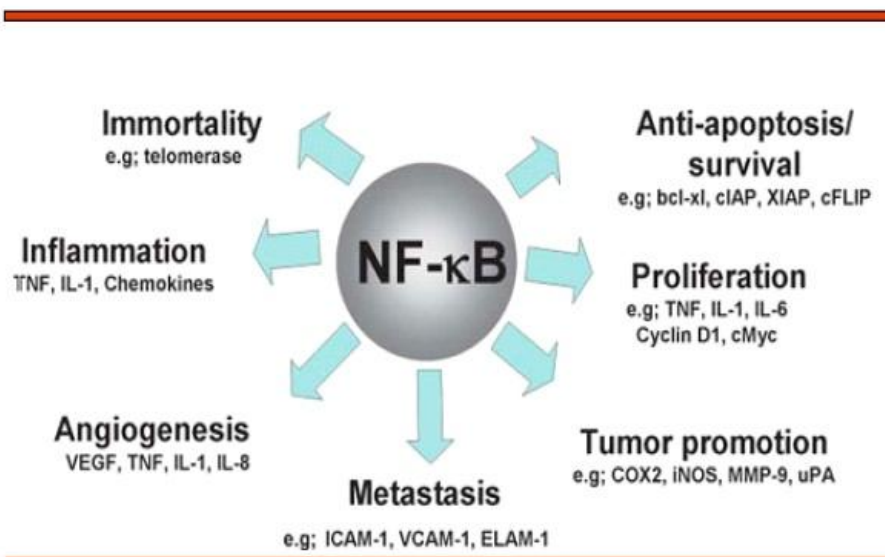 Immortality
e.g; telomerase
Inflammation
TNF, IL-1, Chemokines
Angiogenesis
VEGF, TNF, IL-1, IL-8
NF-κB
Metastasis
e.g; ICAM-1, VCAM-1, ELAM-1
Anti-apoptosis/
survival
e.g; bcl-xl, cIAP, XIAP, cFLIP
Proliferation
e.g; TNF, IL-1, IL-6
Cyclin D1, cMyc
Tumor promotion
e.g; COX2, iNOS, MMP-9, uPA